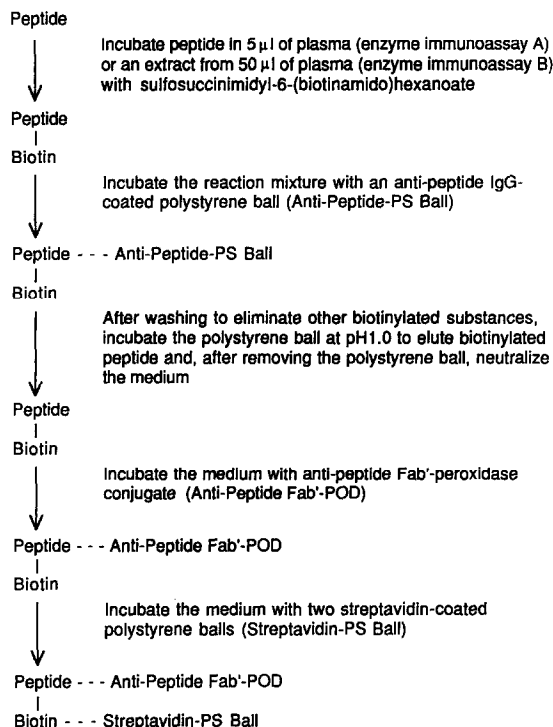 Peptide
Incubate peptide in 5 µl of plasma (enzyme immunoassay A)
or an extract from 50 µl of plasma (enzyme immunoassay B)
with sulfosuccinimidyl-6-(biotinamido)hexanoate
Peptide
Biotin
Incubate the reaction mixture with an anti-peptide IgG-
coated polystyrene ball (Anti-Peptide-PS Ball)
Peptide - - - Anti-Peptide-PS Ball
Biotin
After washing to eliminate other biotinylated substances,
incubate the polystyrene ball at pH1.0 to elute biotinylated
peptide and, after removing the polystyrene ball, neutralize
the medium
Peptide
Biotin
Incubate the medium with anti-peptide Fab'-peroxidase
conjugate (Anti-Peptide Fab'-POD)
Peptide - - - Anti-Peptide Fab'-POD
Biotin
Incubate the medium with two streptavidin-coated
polystyrene balls (Streptavidin-PS Ball)
Peptide - - - Anti-Peptide Fab'-POD
Biotin - - - Streptavidin-PS Ball